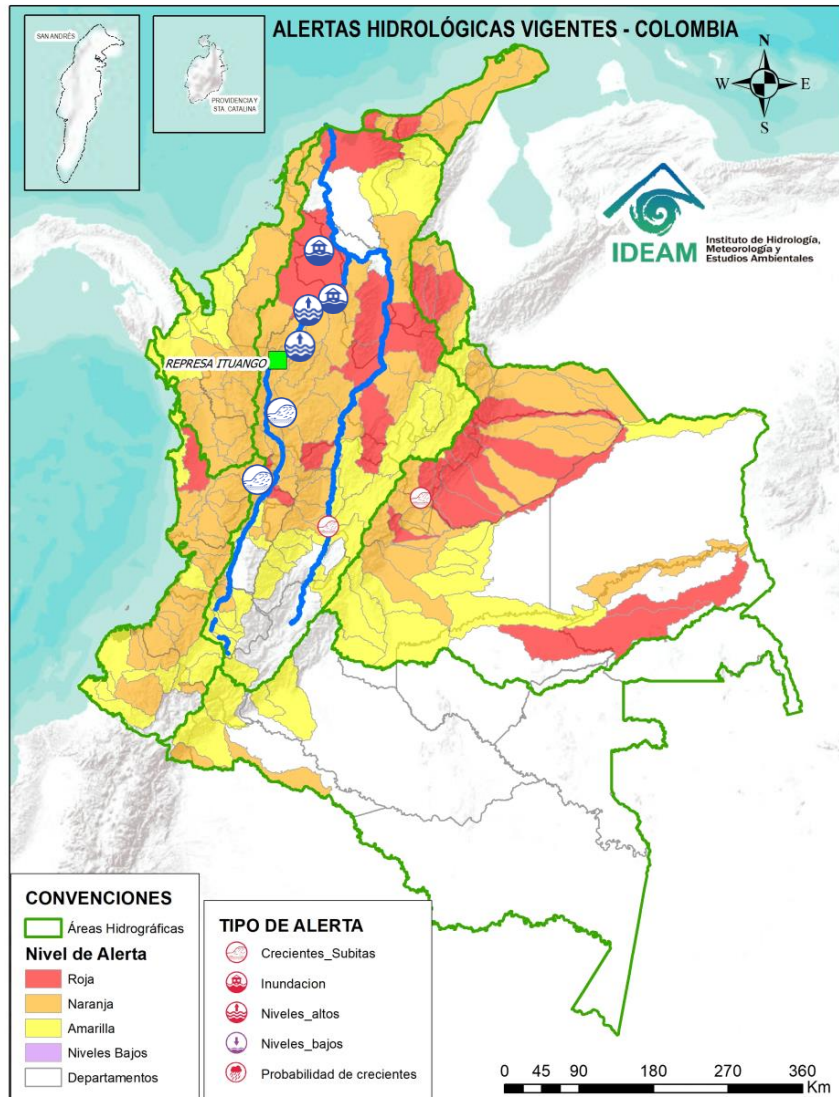 ALERTAS HIDROLÓGICAS VIGENTES - COLOMBIA
SAN ANDRÉS
PROVIDENCIA Y
STA. CATALINA
N
W
E
S
IDEAM
Instituto de Hidrología,
Meteorología y
Estudios Ambientales
REPRESA ITUANGO
CONVENCIONES
Áreas Hidrográficas
Nivel de Alerta
Roja
Naranja
Amarilla
Niveles Bajos
Departamentos
TIPO DE ALERTA
Crecientes_Subitas
Inundacion
Niveles_altos
Niveles_bajos
Probabilidad de crecientes
0 45 90 180 270 360
Km